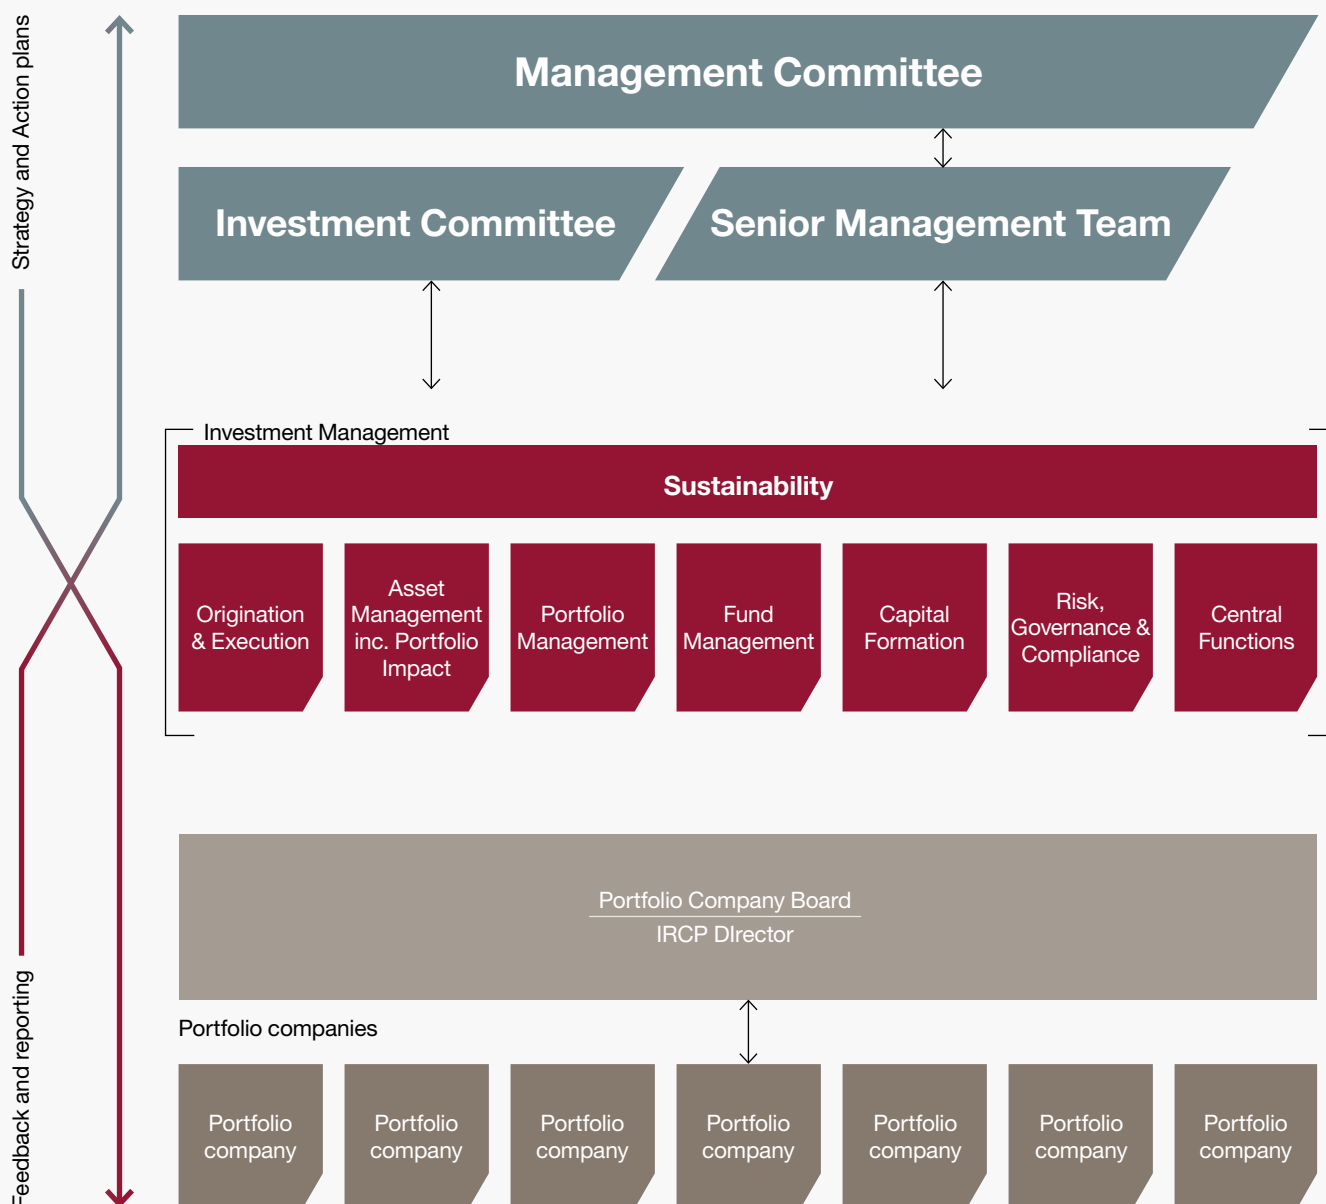 Strategy and Action plans
Management Committee
Investment Committee
Senior Management Team
Investment Management
Sustainability
Origination
& Execution
Asset
Management
inc. Portfolio
Impact
Portfolio
Management
Fund
Management
Capital
Formation
Risk,
Governance &
Compliance
Central
Functions
Portfolio Company Board
IRCP DIrector
Feedback and reporting
Portfolio companies
Portfolio
company
Portfolio
company
Portfolio
company
Portfolio
company
Portfolio
company
Portfolio
company
Portfolio
company